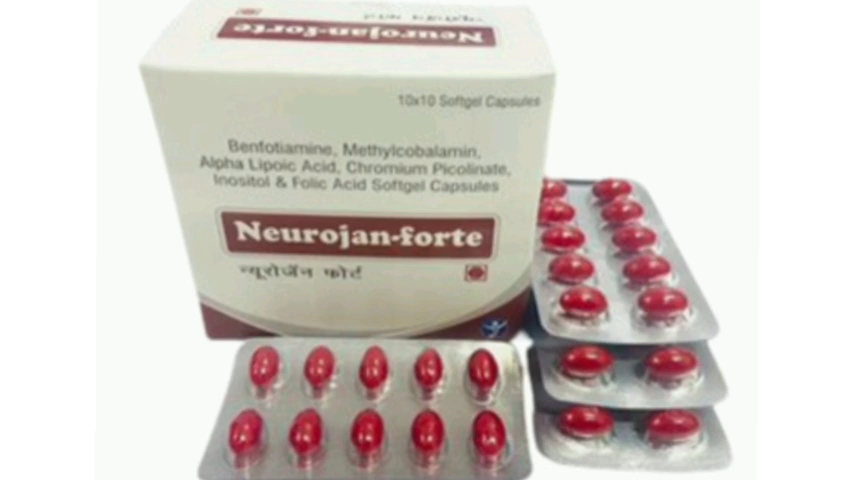 Neurojan-forte
न्यूरोजॅन फोर्ट
10x10 Softgel Capsules
Benfotiamine, Methylcobalamin,
Alpha Lipoic Acid, Chromium Picolinate,
Inositol & Folic Acid Softgel Capsules
Neurojan-forte
न्यूरोजॅन फोर्ट